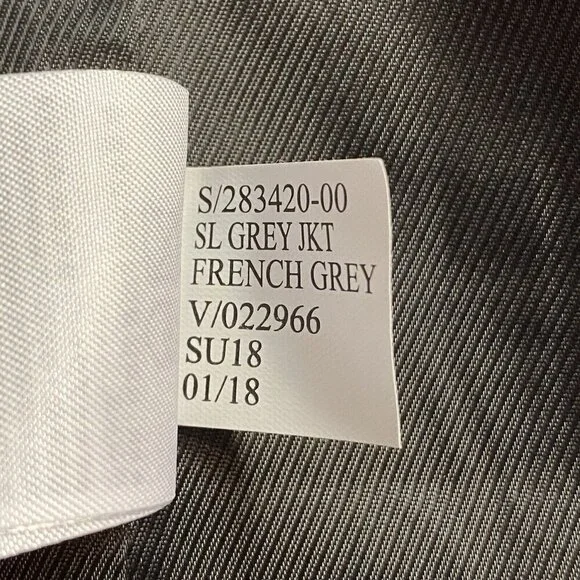 S/283420-00
SL GREY JKT
FRENCH GREY
V/022966
SU18
01/18